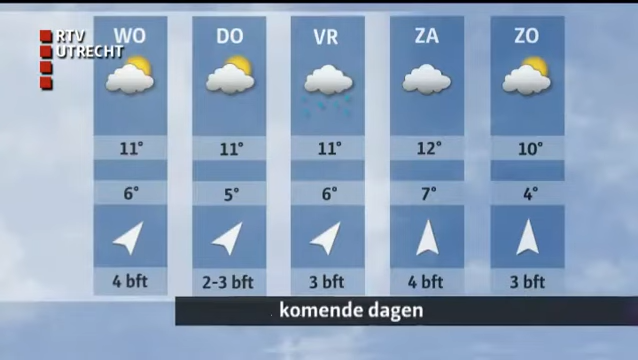 RTV
UTRECHT
WO DO VR ZA ZO
11° 11° 11° 12° 10°
6° 5° 6° 7° 4°
4 bft 2-3 bft 3 bft 4 bft 3 bft
komende dagen